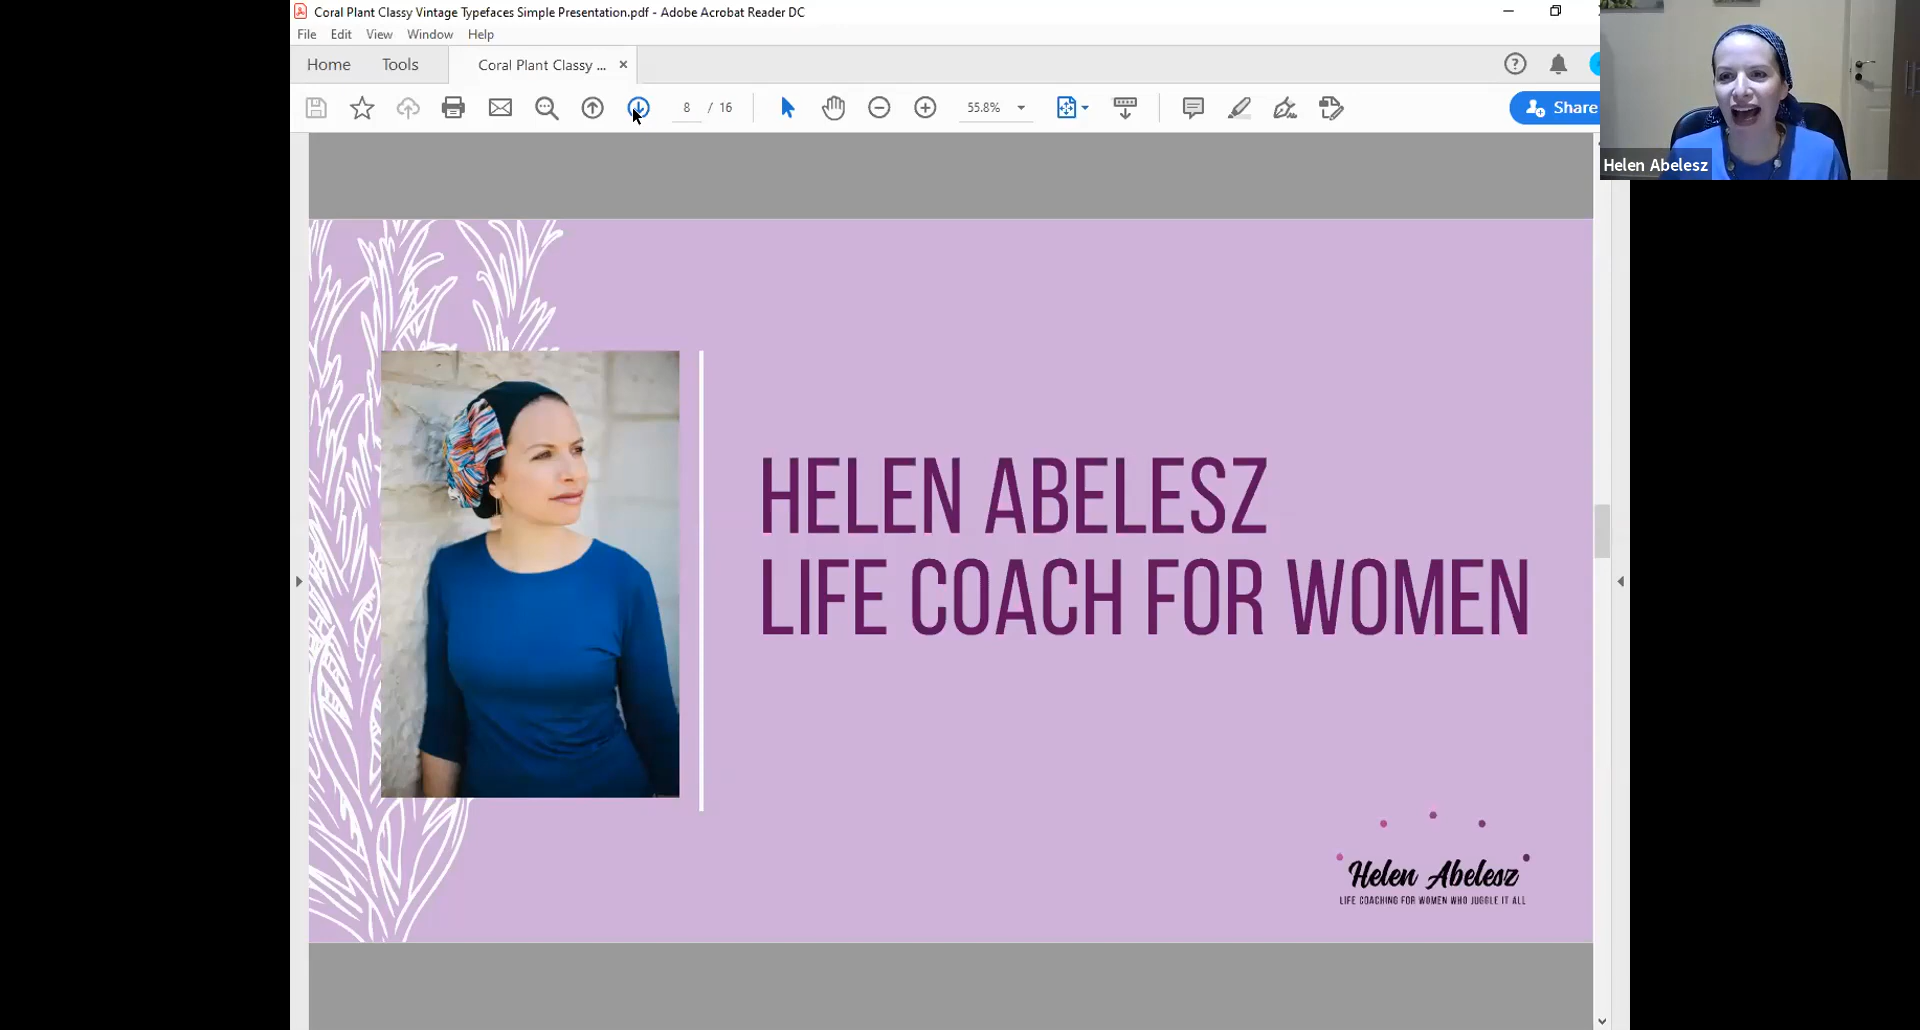 Coral Plant Classy Vintage Typefaces Simple Presentation.pdf - Adobe Acrobat Reader DC
File Edit View Window Help
Home Tools Coral Plant Classy ...
8 / 16 55.8% Share
Helen Abelesz
HELEN ABELESZ
LIFE COACH FOR WOMEN
Helen Abelesz
LIFE COACHING FOR WOMEN WHO JUGGLE IT ALL